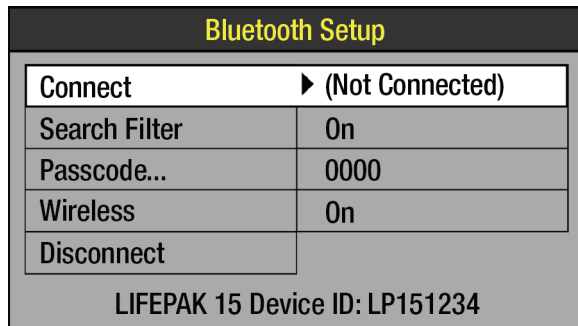 Bluetooth Setup
Connect ▶ (Not Connected)
Search Filter On
Passcode... 0000
Wireless On
Disconnect
LIFEPAK 15 Device ID: LP151234